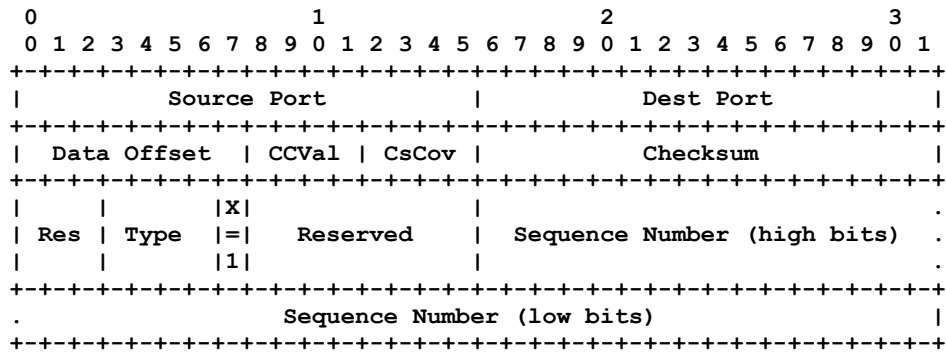 0                   1                   2                   3
 0 1 2 3 4 5 6 7 8 9 0 1 2 3 4 5 6 7 8 9 0 1 2 3 4 5 6 7 8 9 0 1
+-+-+-+-+-+-+-+-+-+-+-+-+-+-+-+-+-+-+-+-+-+-+-+-+-+-+-+-+-+-+-+-+
|          Source Port          |           Dest Port           |
+-+-+-+-+-+-+-+-+-+-+-+-+-+-+-+-+-+-+-+-+-+-+-+-+-+-+-+-+-+-+-+-+
|  Data Offset  | CCVal | CsCov |           Checksum            |
+-+-+-+-+-+-+-+-+-+-+-+-+-+-+-+-+-+-+-+-+-+-+-+-+-+-+-+-+-+-+-+-+
|     |       |X|               |                               .
| Res | Type  |=|   Reserved    |  Sequence Number (high bits)  .
|     |       |1|               |                               .
+-+-+-+-+-+-+-+-+-+-+-+-+-+-+-+-+-+-+-+-+-+-+-+-+-+-+-+-+-+-+-+-+
.                  Sequence Number (low bits)                   |
+-+-+-+-+-+-+-+-+-+-+-+-+-+-+-+-+-+-+-+-+-+-+-+-+-+-+-+-+-+-+-+-+